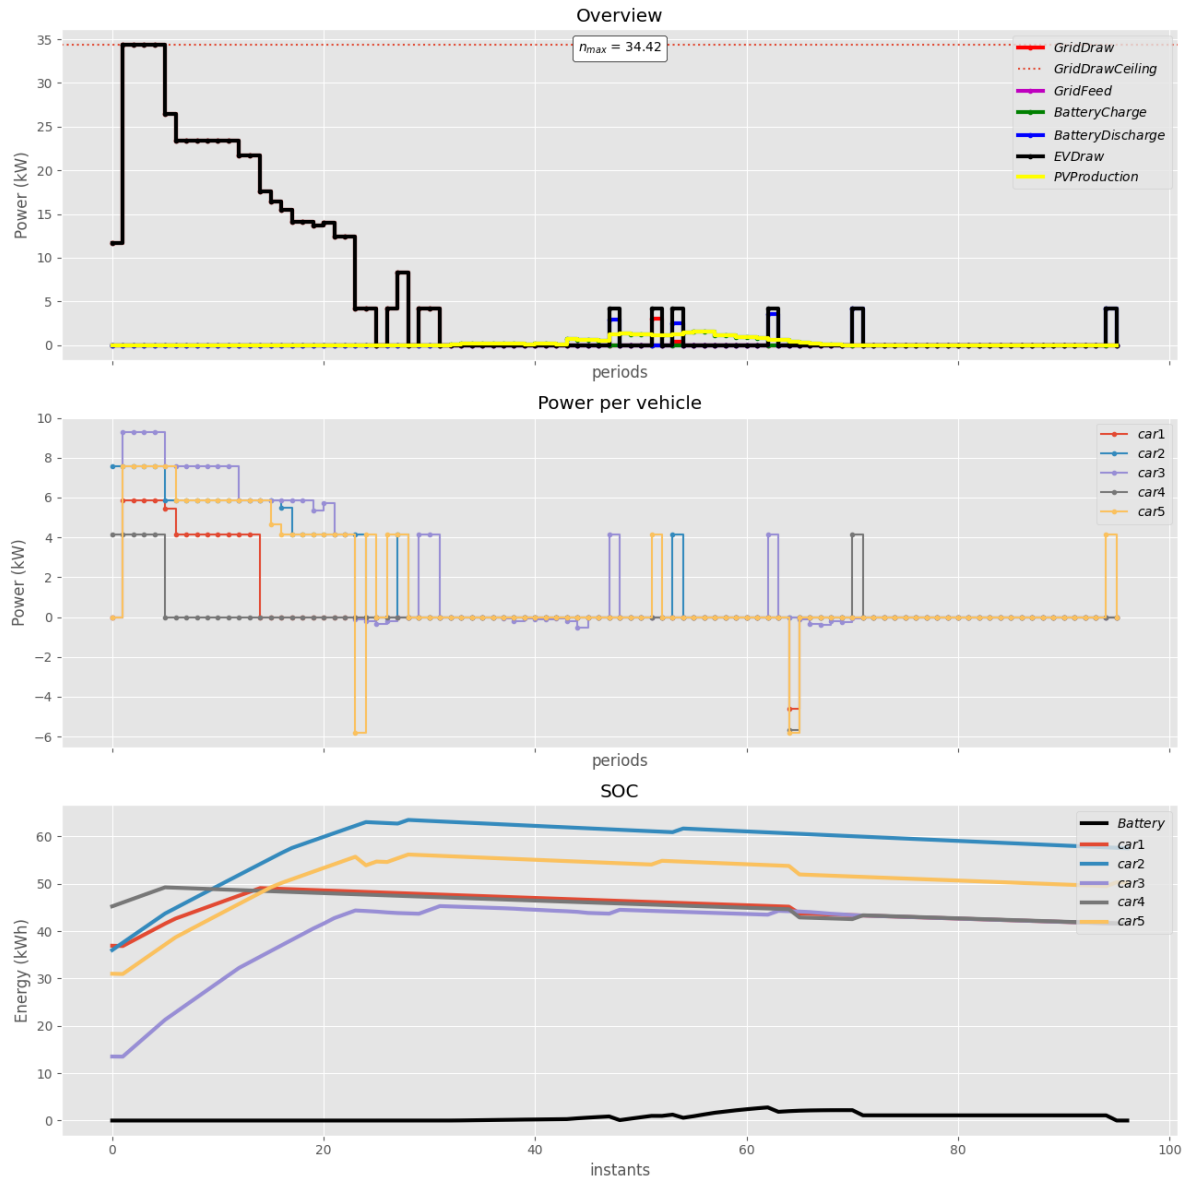 Overview
n_max = 34.42
GridDraw
GridDrawCeiling
GridFeed
BatteryCharge
BatteryDischarge
EVDraw
PVProduction
Power (kW)
35
30
25
20
15
10
5
0
periods
Power per vehicle
car1
car2
car3
car4
car5
Power (kW)
10
8
6
4
2
0
−2
−4
−6
periods
SOC
Battery
car1
car2
car3
car4
car5
Energy (kWh)
60
50
40
30
20
10
0
0 20 40 60 80 100
instants